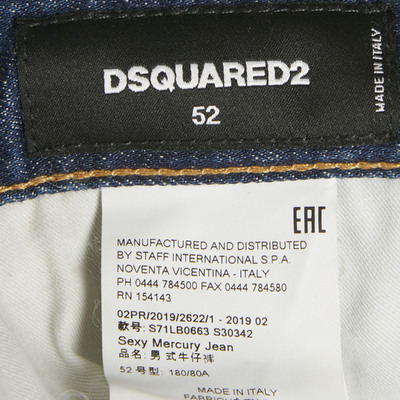 DSQUARED2
52
MADE IN ITALY
EAC
MANUFACTURED AND DISTRIBUTED
BY STAFF INTERNATIONAL S.P.A.
NOVENTA VICENTINA - ITALY
PH 0444 784500 FAX 0444 784580
RN 154143
02PR/2019/2622/1 - 2019 02
款号: S71LB0663 S30342
Sexy Mercury Jean
品名: 男 式牛仔裤
52 号型: 180/80A
MADE IN ITALY